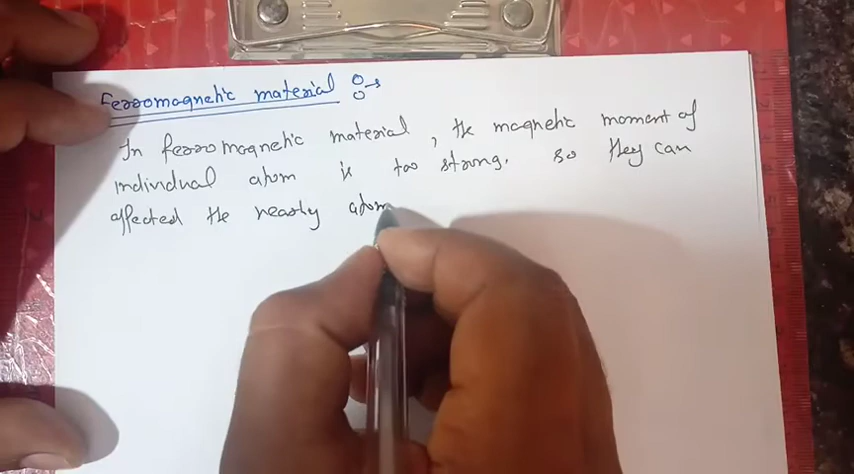 Ferromagnetic material :->
In ferromagnetic material, the magnetic moment of
individual atom is too strong. so they can
affected the nearby atom